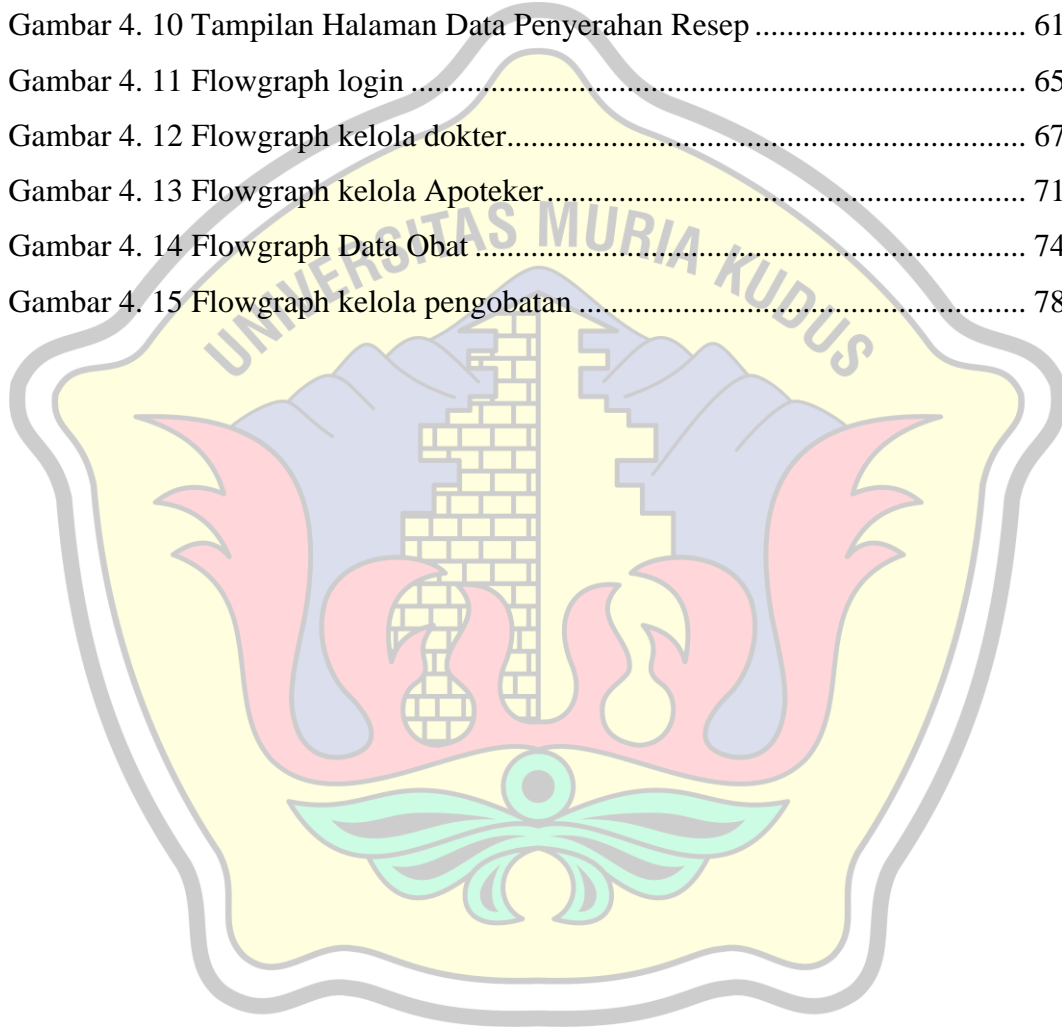 Gambar 4. 10 Tampilan Halaman Data Penyerahan Resep ................................. 61
Gambar 4. 11 Flowgraph login ........................................................................... 65
Gambar 4. 12 Flowgraph kelola dokter............................................................... 67
Gambar 4. 13 Flowgraph kelola Apoteker.......................................................... 71
Gambar 4. 14 Flowgraph Data Obat ................................................................... 74
Gambar 4. 15 Flowgraph kelola pengobatan ...................................................... 78
UNIVERSITAS MURIA KUDUS